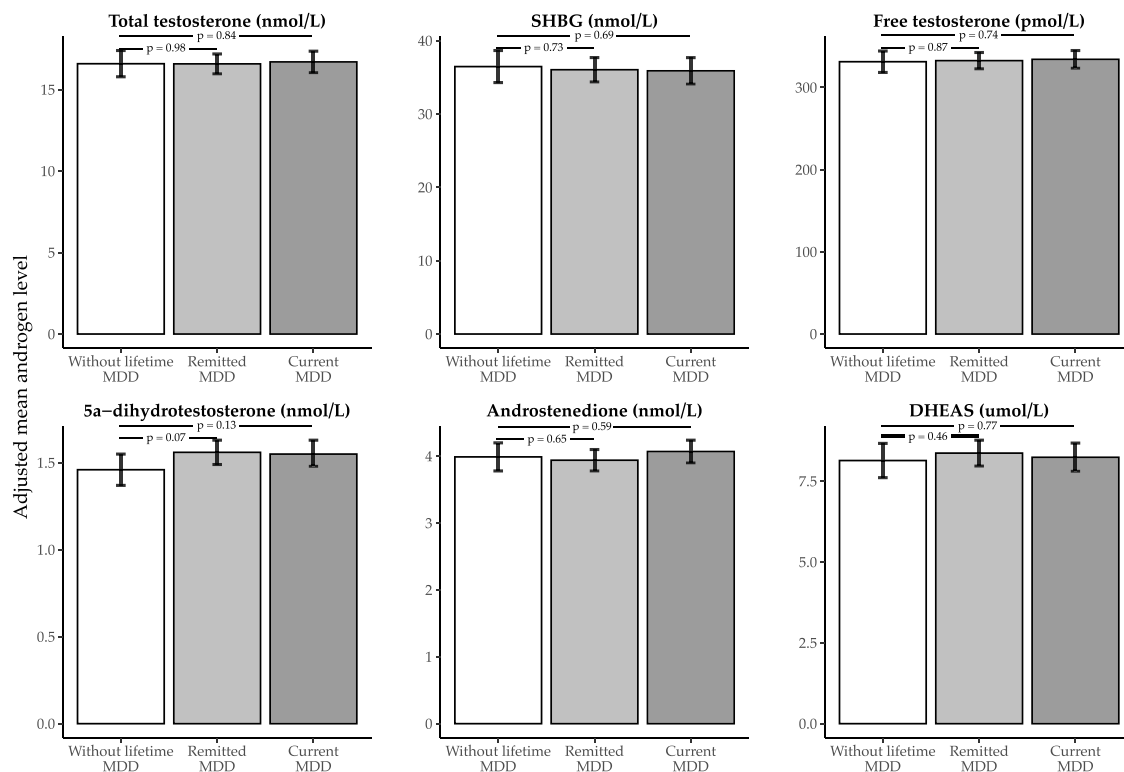 Adjusted mean androgen level
Total testosterone (nmol/L)
p = 0.84
p = 0.98
15
10
5
0
Without lifetime
MDD
Remitted
MDD
Current
MDD
SHBG (nmol/L)
p = 0.69
p = 0.73
40
30
20
10
0
Without lifetime
MDD
Remitted
MDD
Current
MDD
Free testosterone (pmol/L)
p = 0.74
p = 0.87
300
200
100
0
Without lifetime
MDD
Remitted
MDD
Current
MDD
5a−dihydrotestosterone (nmol/L)
p = 0.13
p = 0.07
1.5
1.0
0.5
0.0
Without lifetime
MDD
Remitted
MDD
Current
MDD
Androstenedione (nmol/L)
p = 0.59
p = 0.65
4
3
2
1
0
Without lifetime
MDD
Remitted
MDD
Current
MDD
DHEAS (umol/L)
p = 0.77
p = 0.46
7.5
5.0
2.5
0.0
Without lifetime
MDD
Remitted
MDD
Current
MDD